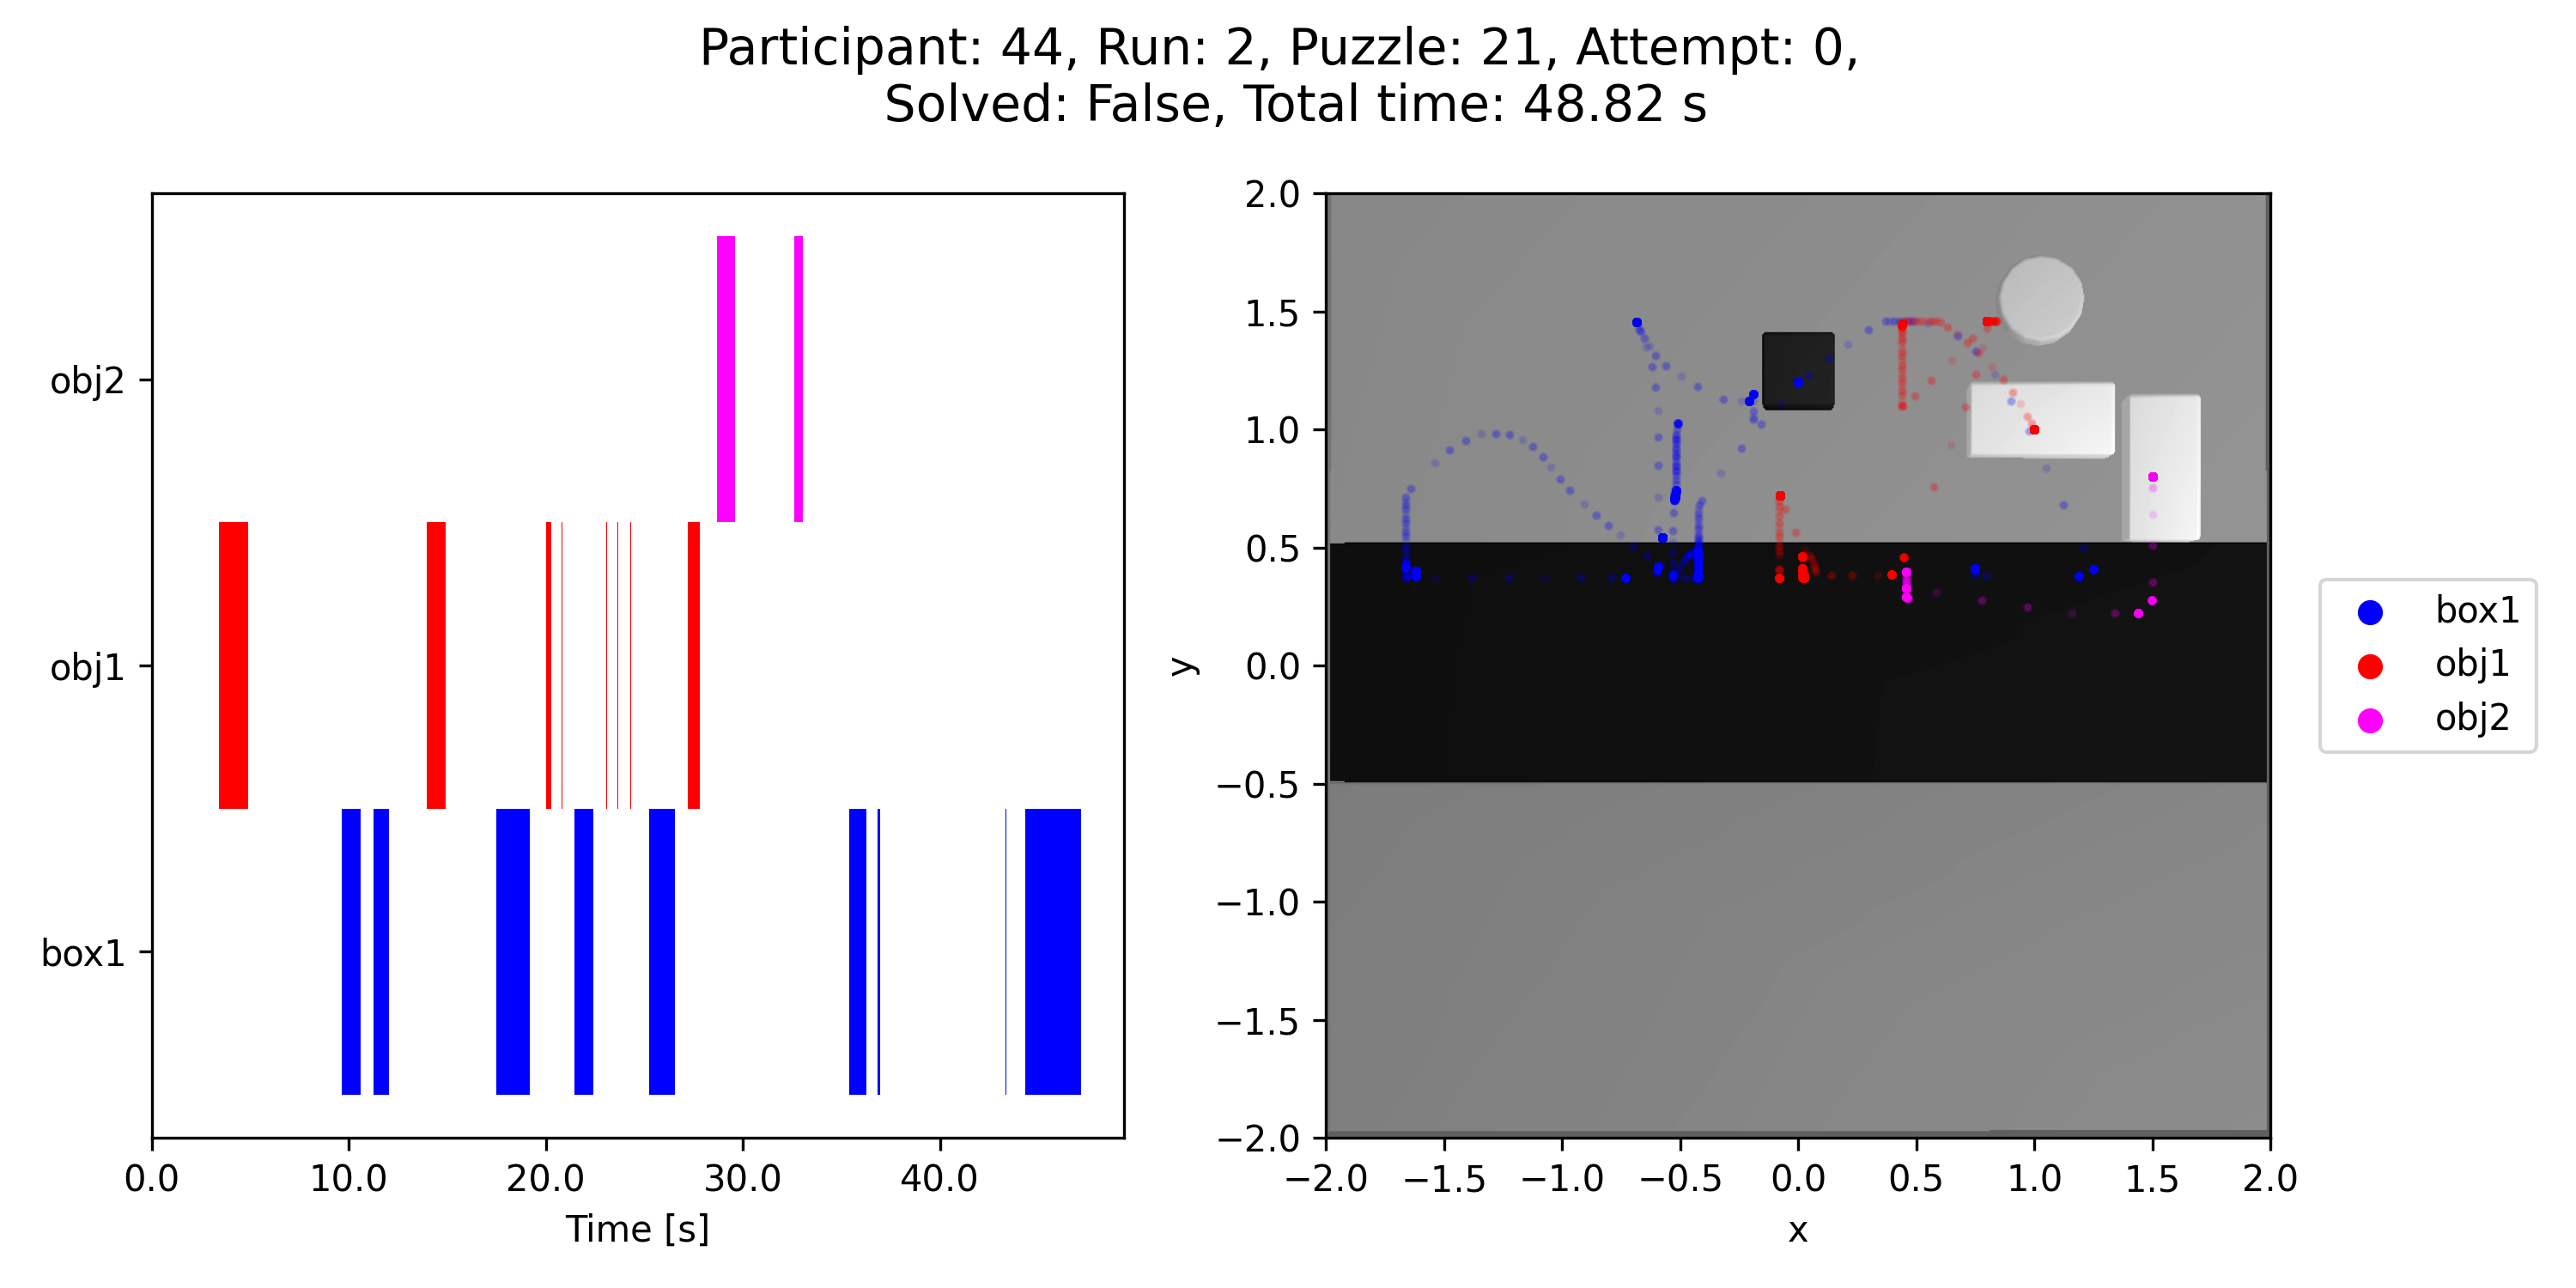 Participant: 44, Run: 2, Puzzle: 21, Attempt: 0,
Solved: False, Total time: 48.82 s
obj2
obj1
box1
0.0 10.0 20.0 30.0 40.0
Time [s]
2.0
1.5
1.0
0.5
0.0
−0.5
−1.0
−1.5
−2.0
y
−2.0 −1.5 −1.0 −0.5 0.0 0.5 1.0 1.5 2.0
x
box1
obj1
obj2